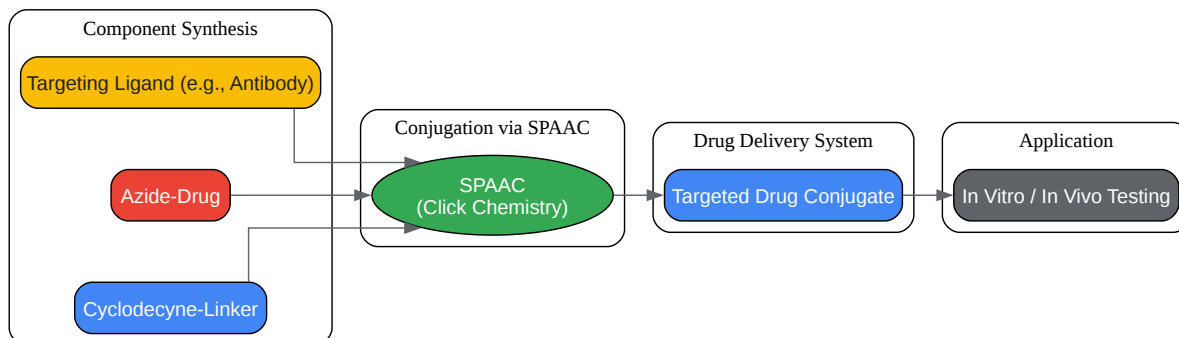 Component Synthesis
Targeting Ligand (e.g., Antibody)
Azide-Drug
Cyclodecyne-Linker
Conjugation via SPAAC
SPAAC
(Click Chemistry)
Drug Delivery System
Targeted Drug Conjugate
Application
In Vitro / In Vivo Testing